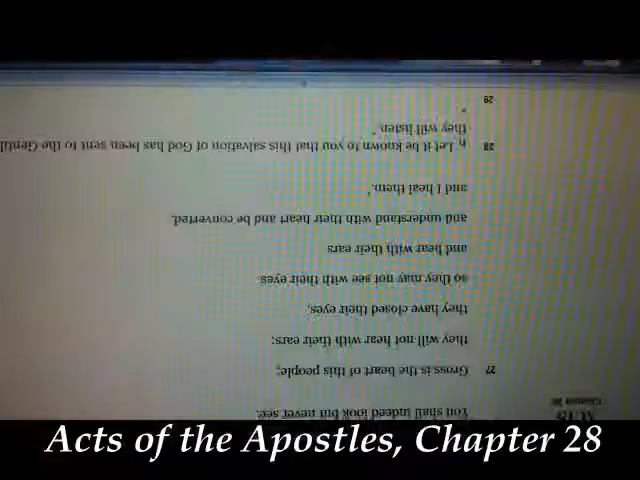 ACTS
Chapter 28
You shall indeed look but never see.
27 Gross is the heart of this people;
they will not hear with their ears;
they have closed their eyes,
so they may not see with their eyes
and hear with their ears
and understand with their heart and be converted,
and I heal them.'
28 Let it be known to you that this salvation of God has been sent to the
they will listen."
29
Acts of the Apostles, Chapter 28